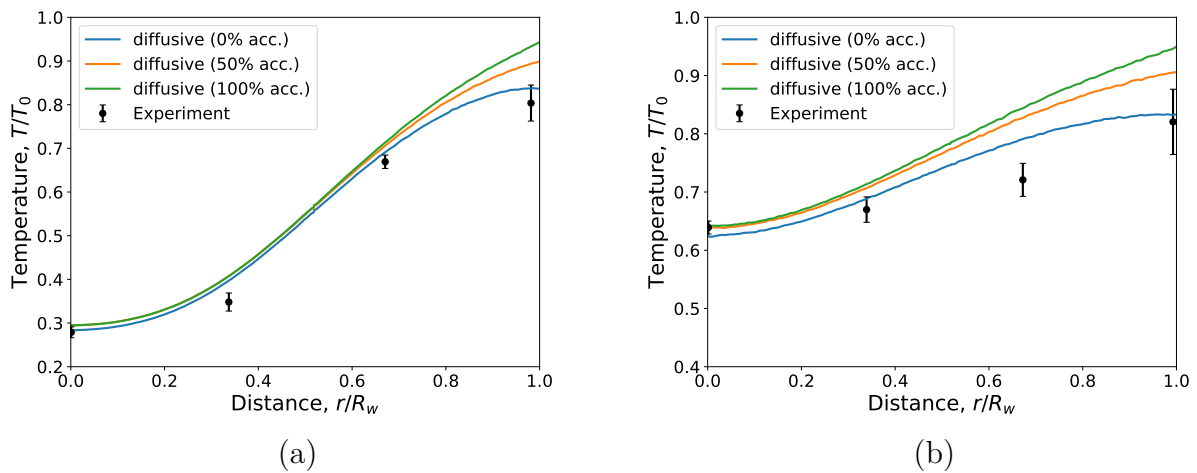 1.0
0.9
0.8
0.7
0.6
0.5
0.4
0.3
0.2
Temperature, T/T₀
diffusive (0% acc.)
diffusive (50% acc.)
diffusive (100% acc.)
Experiment
0.0 0.2 0.4 0.6 0.8 1.0
Distance, r/R_w
(a)
1.0
0.9
0.8
0.7
0.6
0.5
0.4
Temperature, T/T₀
diffusive (0% acc.)
diffusive (50% acc.)
diffusive (100% acc.)
Experiment
0.0 0.2 0.4 0.6 0.8 1.0
Distance, r/R_w
(b)